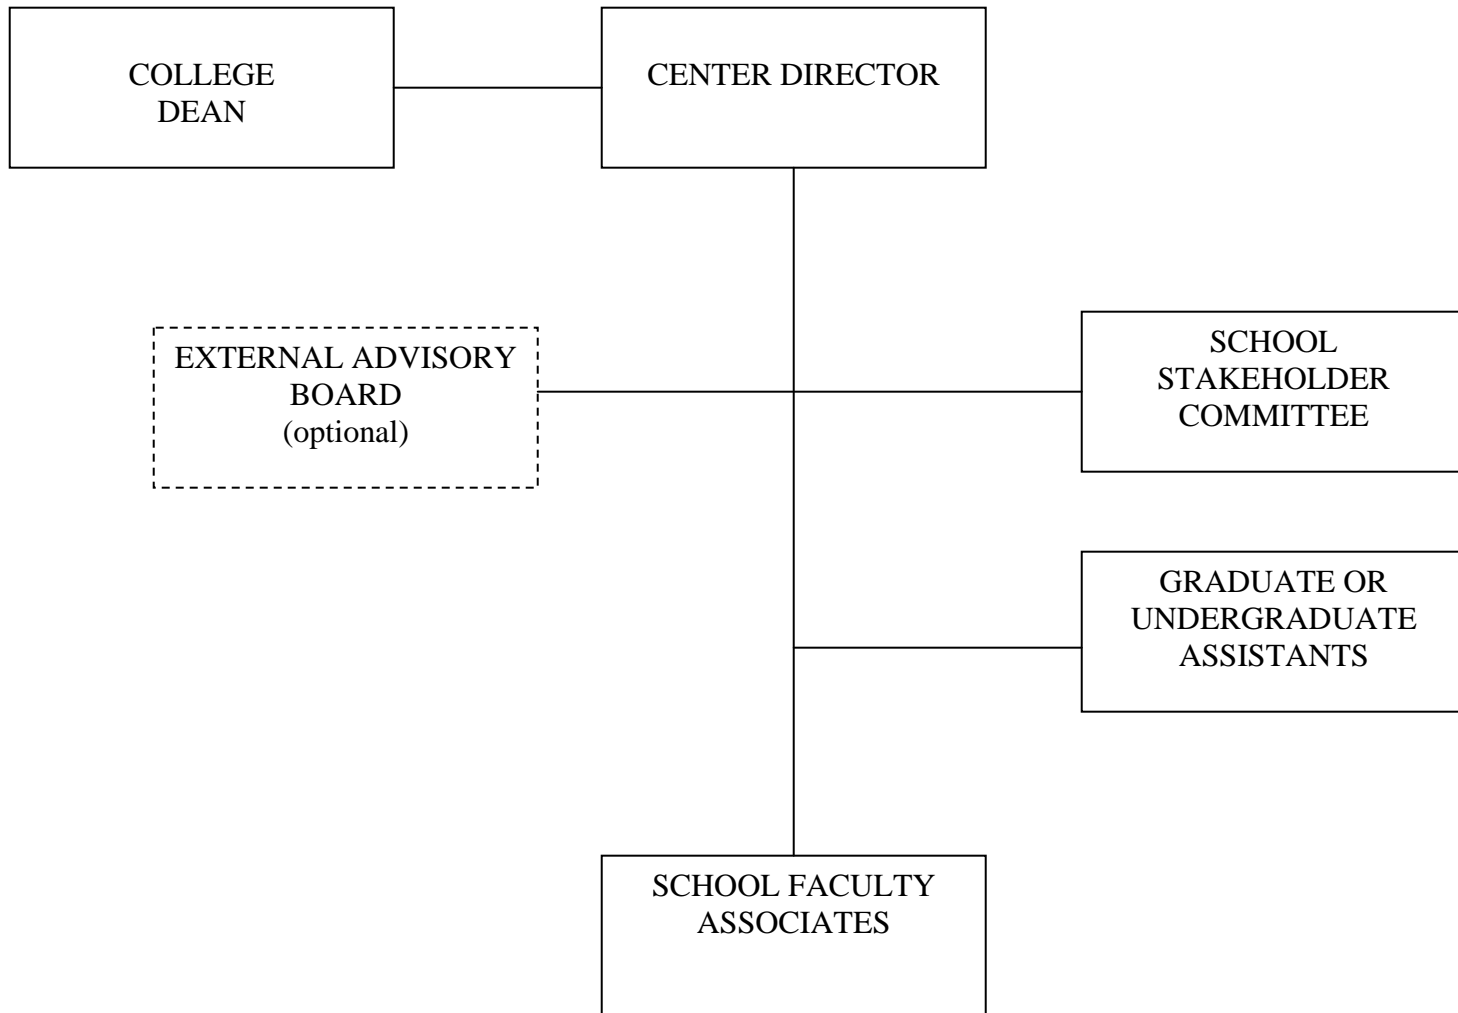 COLLEGE
DEAN
CENTER DIRECTOR
EXTERNAL ADVISORY
BOARD
(optional)
SCHOOL
STAKEHOLDER
COMMITTEE
GRADUATE OR
UNDERGRADUATE
ASSISTANTS
SCHOOL FACULTY
ASSOCIATES